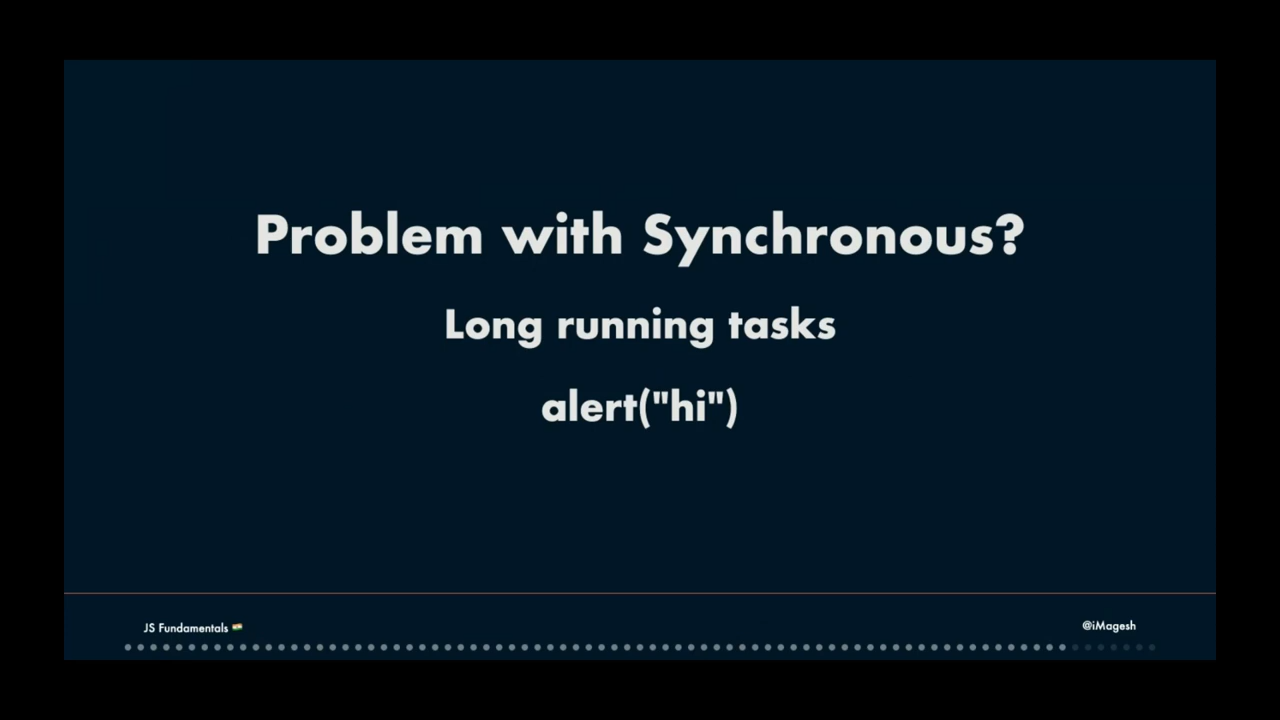 Problem with Synchronous?
Long running tasks
alert("hi")
JS Fundamentals
@iMagesh